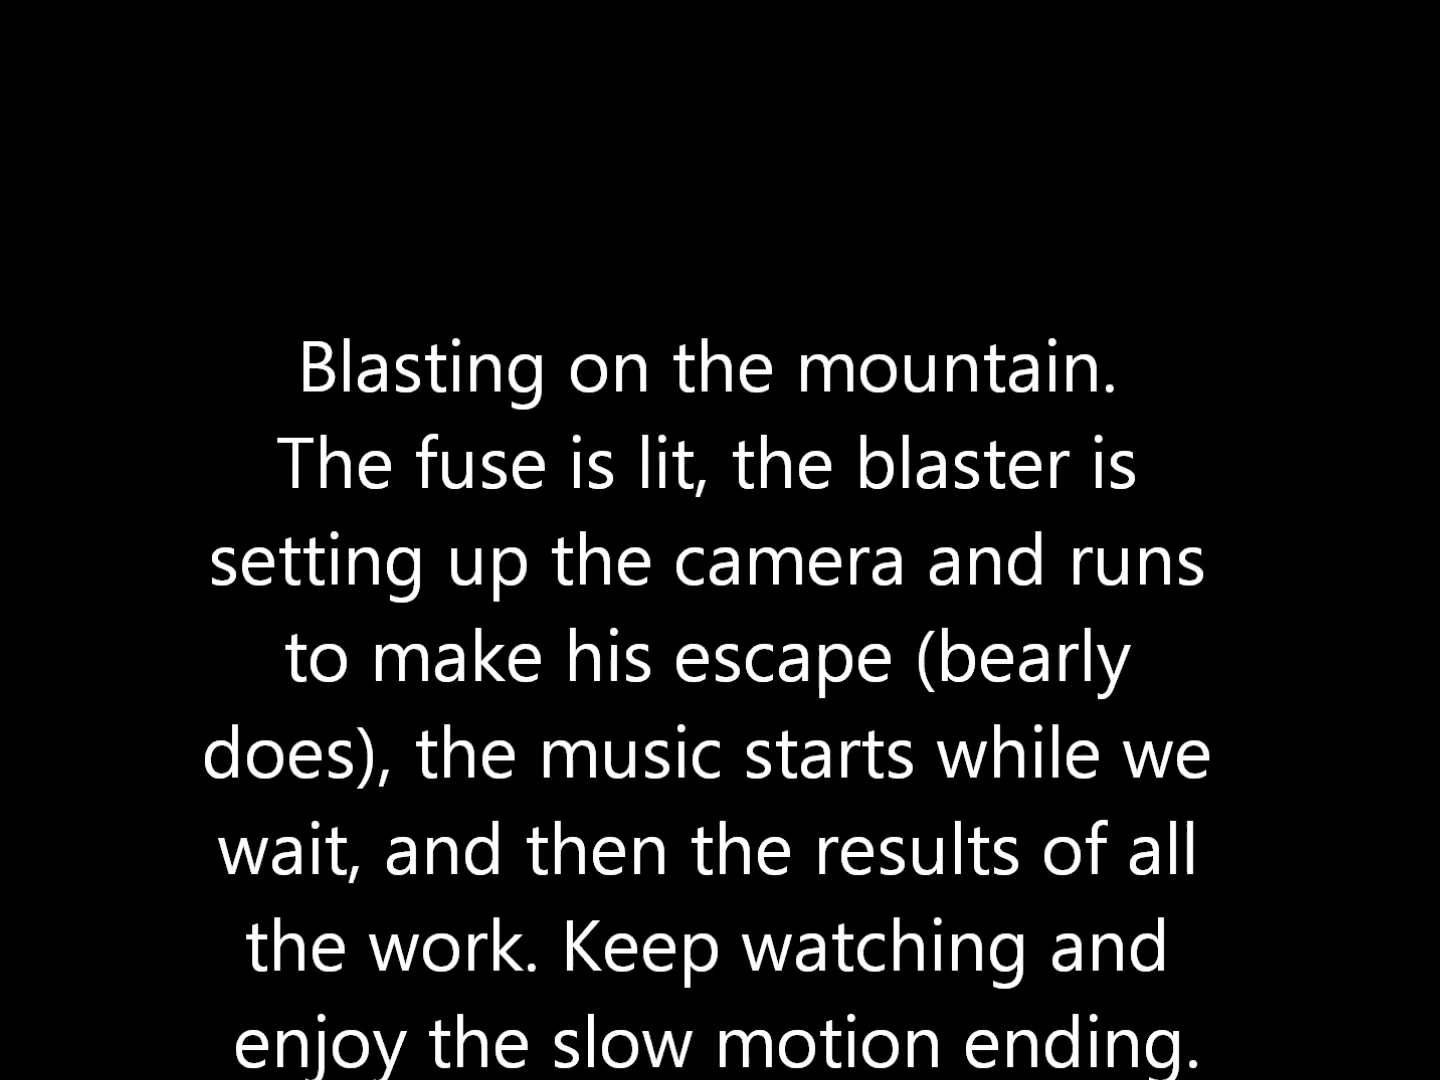 Blasting on the mountain.
The fuse is lit, the blaster is
setting up the camera and runs
to make his escape (bearly
does), the music starts while we
wait, and then the results of all
the work. Keep watching and
enjoy the slow motion ending.